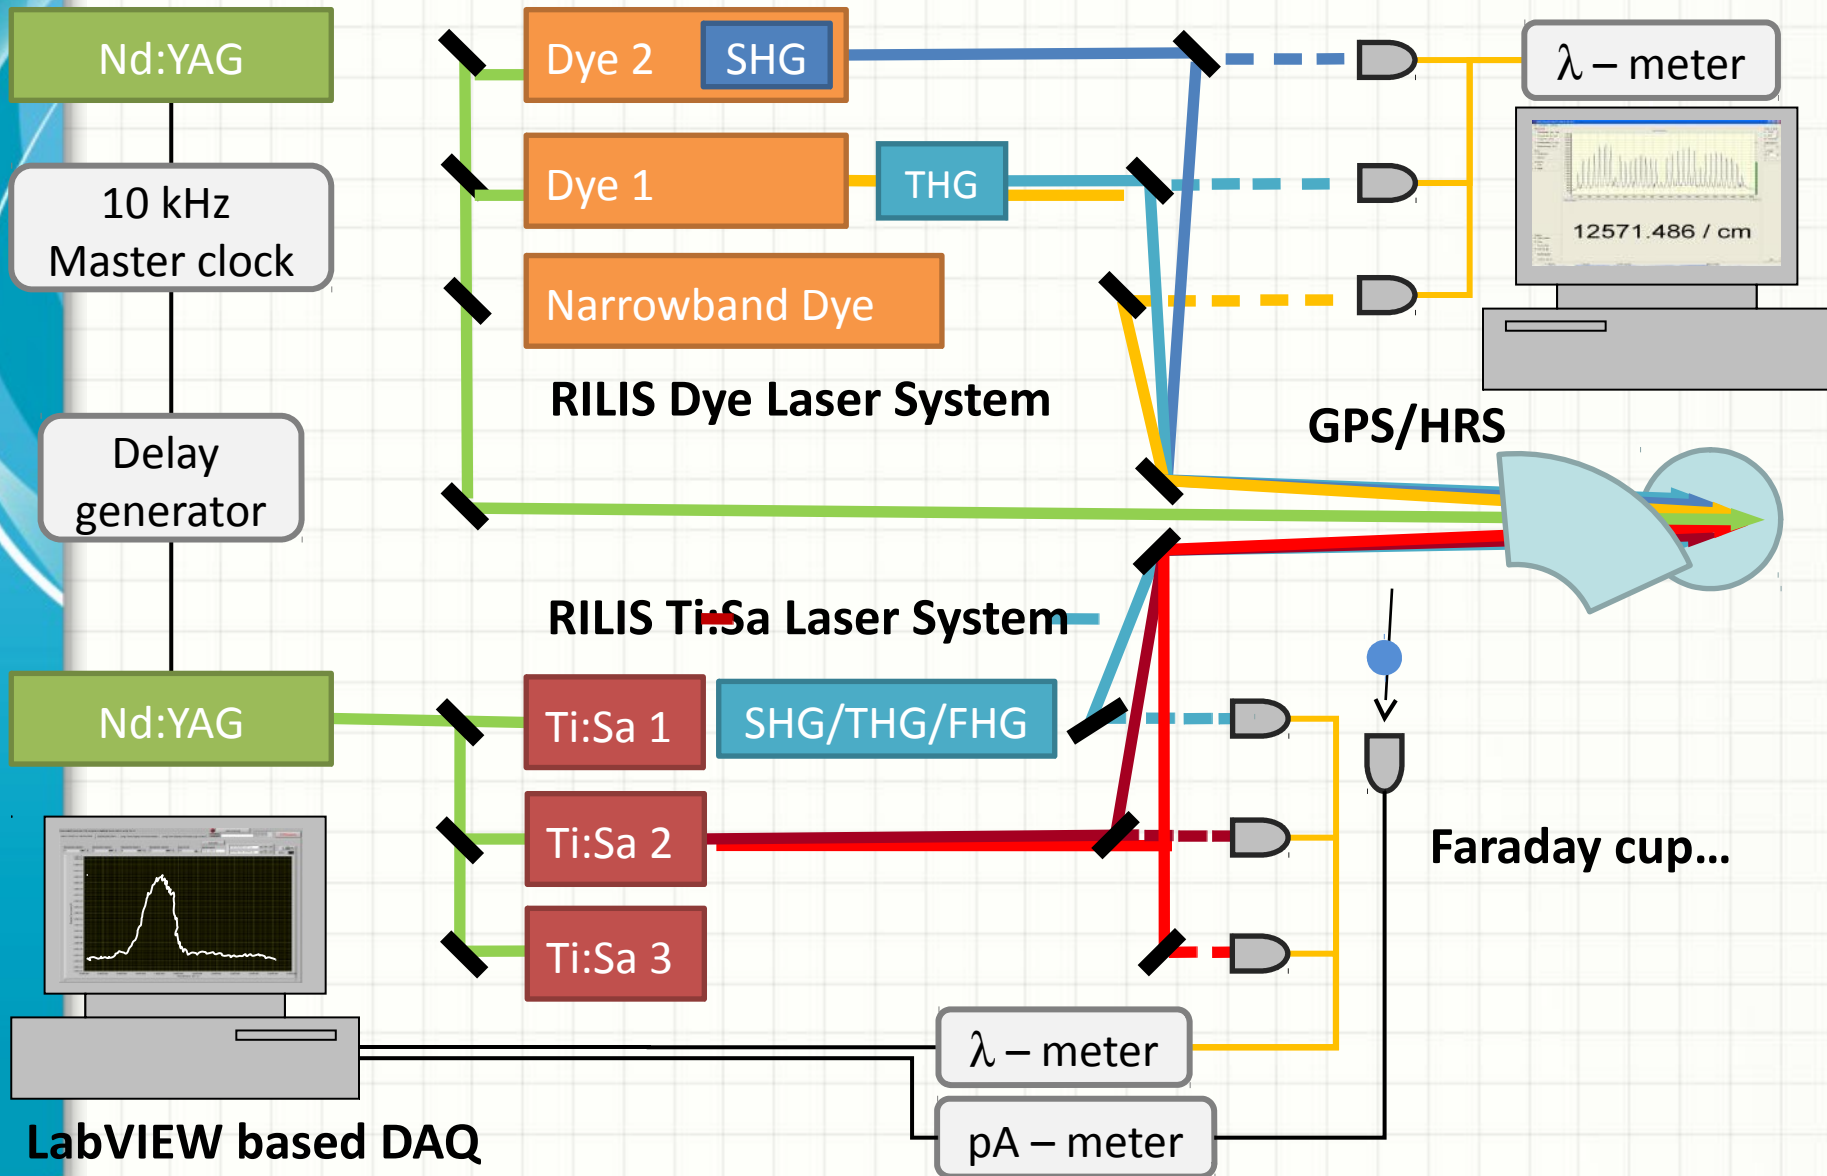 Nd:YAG
Dye 2
SHG
λ – meter
10 kHz
Master clock
Dye 1
THG
12571.486 / cm
Narrowband Dye
RILIS Dye Laser System
GPS/HRS
Delay
generator
RILIS Ti:Sa Laser System
Nd:YAG
Ti:Sa 1
SHG/THG/FHG
Ti:Sa 2
Faraday cup...
Ti:Sa 3
λ – meter
pA – meter
LabVIEW based DAQ